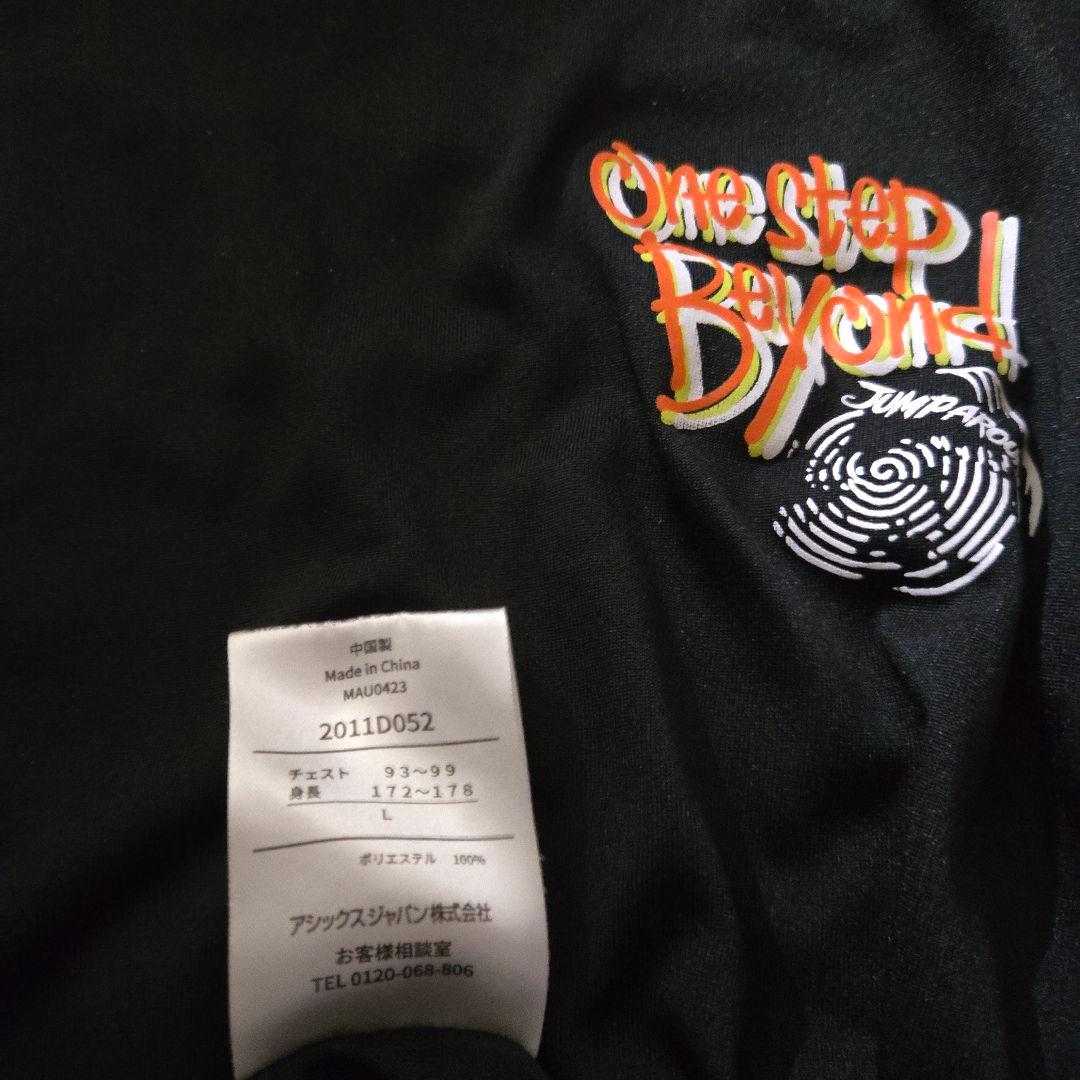 One step
Beyond
JUMP AROU
中国製
Made in China
MAU0423
2011D052
チェスト 93～99
身長 172～178
L
ポリエステル 100%
アシックスジャパン株式会社
お客様相談室
TEL 0120-068-806